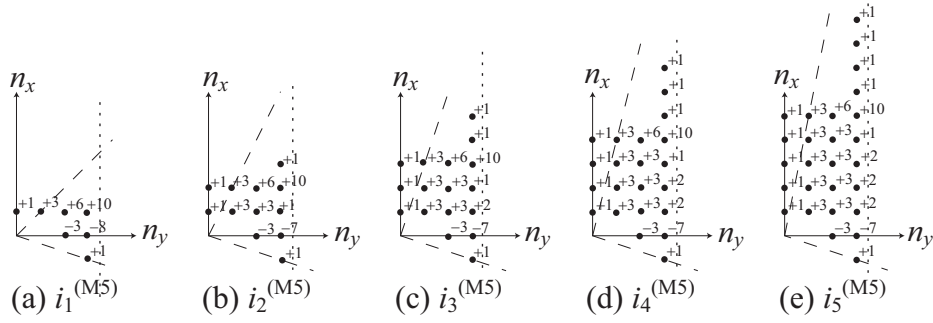 n_x
+1 +3 +6 +10
−3 −8 n_y
+1
(a) i_1^(M5)
n_x
+1
+1 +3 +6 +10
+1 +3 +3 +1
−3 −7 n_y
+1
(b) i_2^(M5)
+1
n_x
+1
+1 +3 +6 +10
+1 +3 +3 +1
+1 +3 +3 +2
−3 −7 n_y
+1
(c) i_3^(M5)
+1
n_x
+1
+1
+1 +3 +6 +10
+1 +3 +3 +1
+1 +3 +3 +2
+1 +3 +3 +2
−3 −7 n_y
+1
(d) i_4^(M5)
+1
+1
+1
n_x
+1
+1 +3 +6 +10
+1 +3 +3 +1
+1 +3 +3 +2
+1 +3 +3 +2
+1 +3 +3 +2
−3 −7 n_y
+1
(e) i_5^(M5)